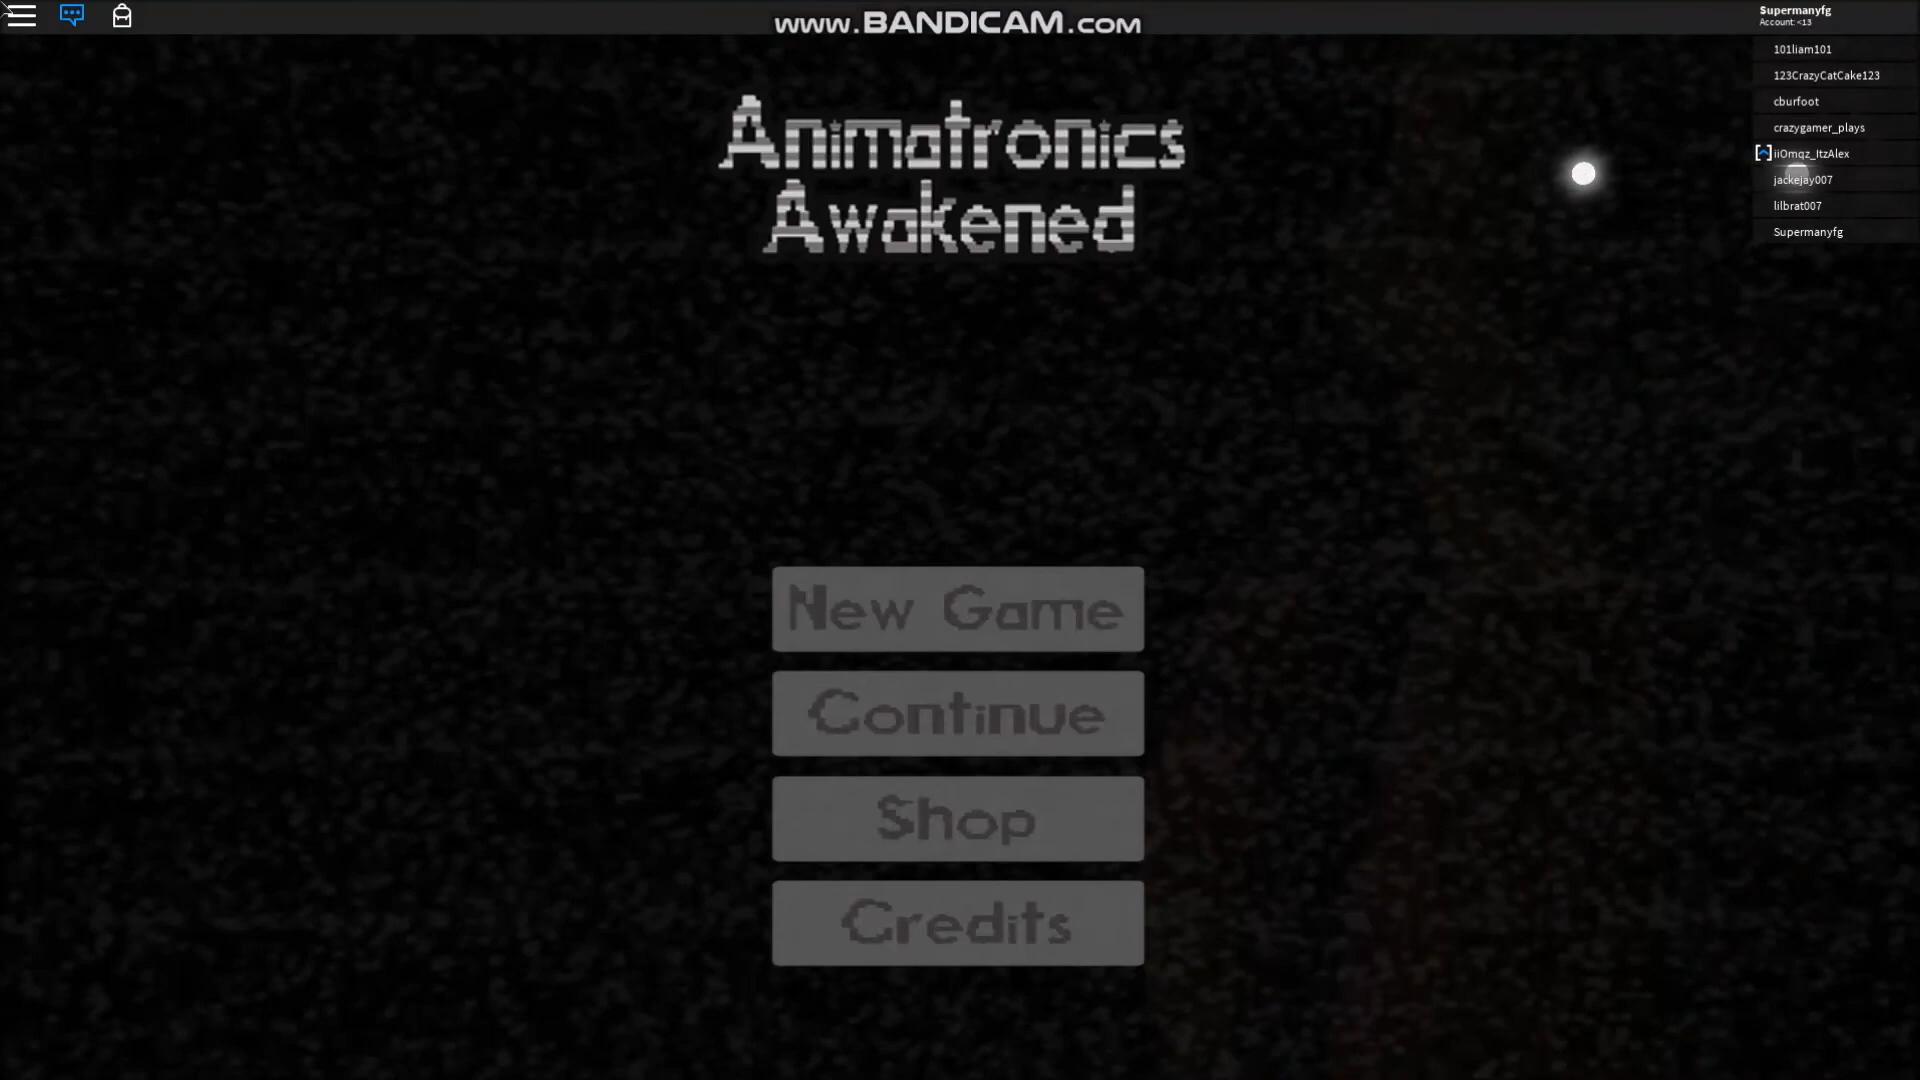 www.BANDICAM.com
Supermanyfg
Account: <13
101liam101
123CrazyCatCake123
cburfoot
crazygamer_plays
iiOmqz_ItzAlex
jackejay007
lilbrat007
Supermanyfg
Animatronics
Awakened
New Game
Continue
Shop
Credits